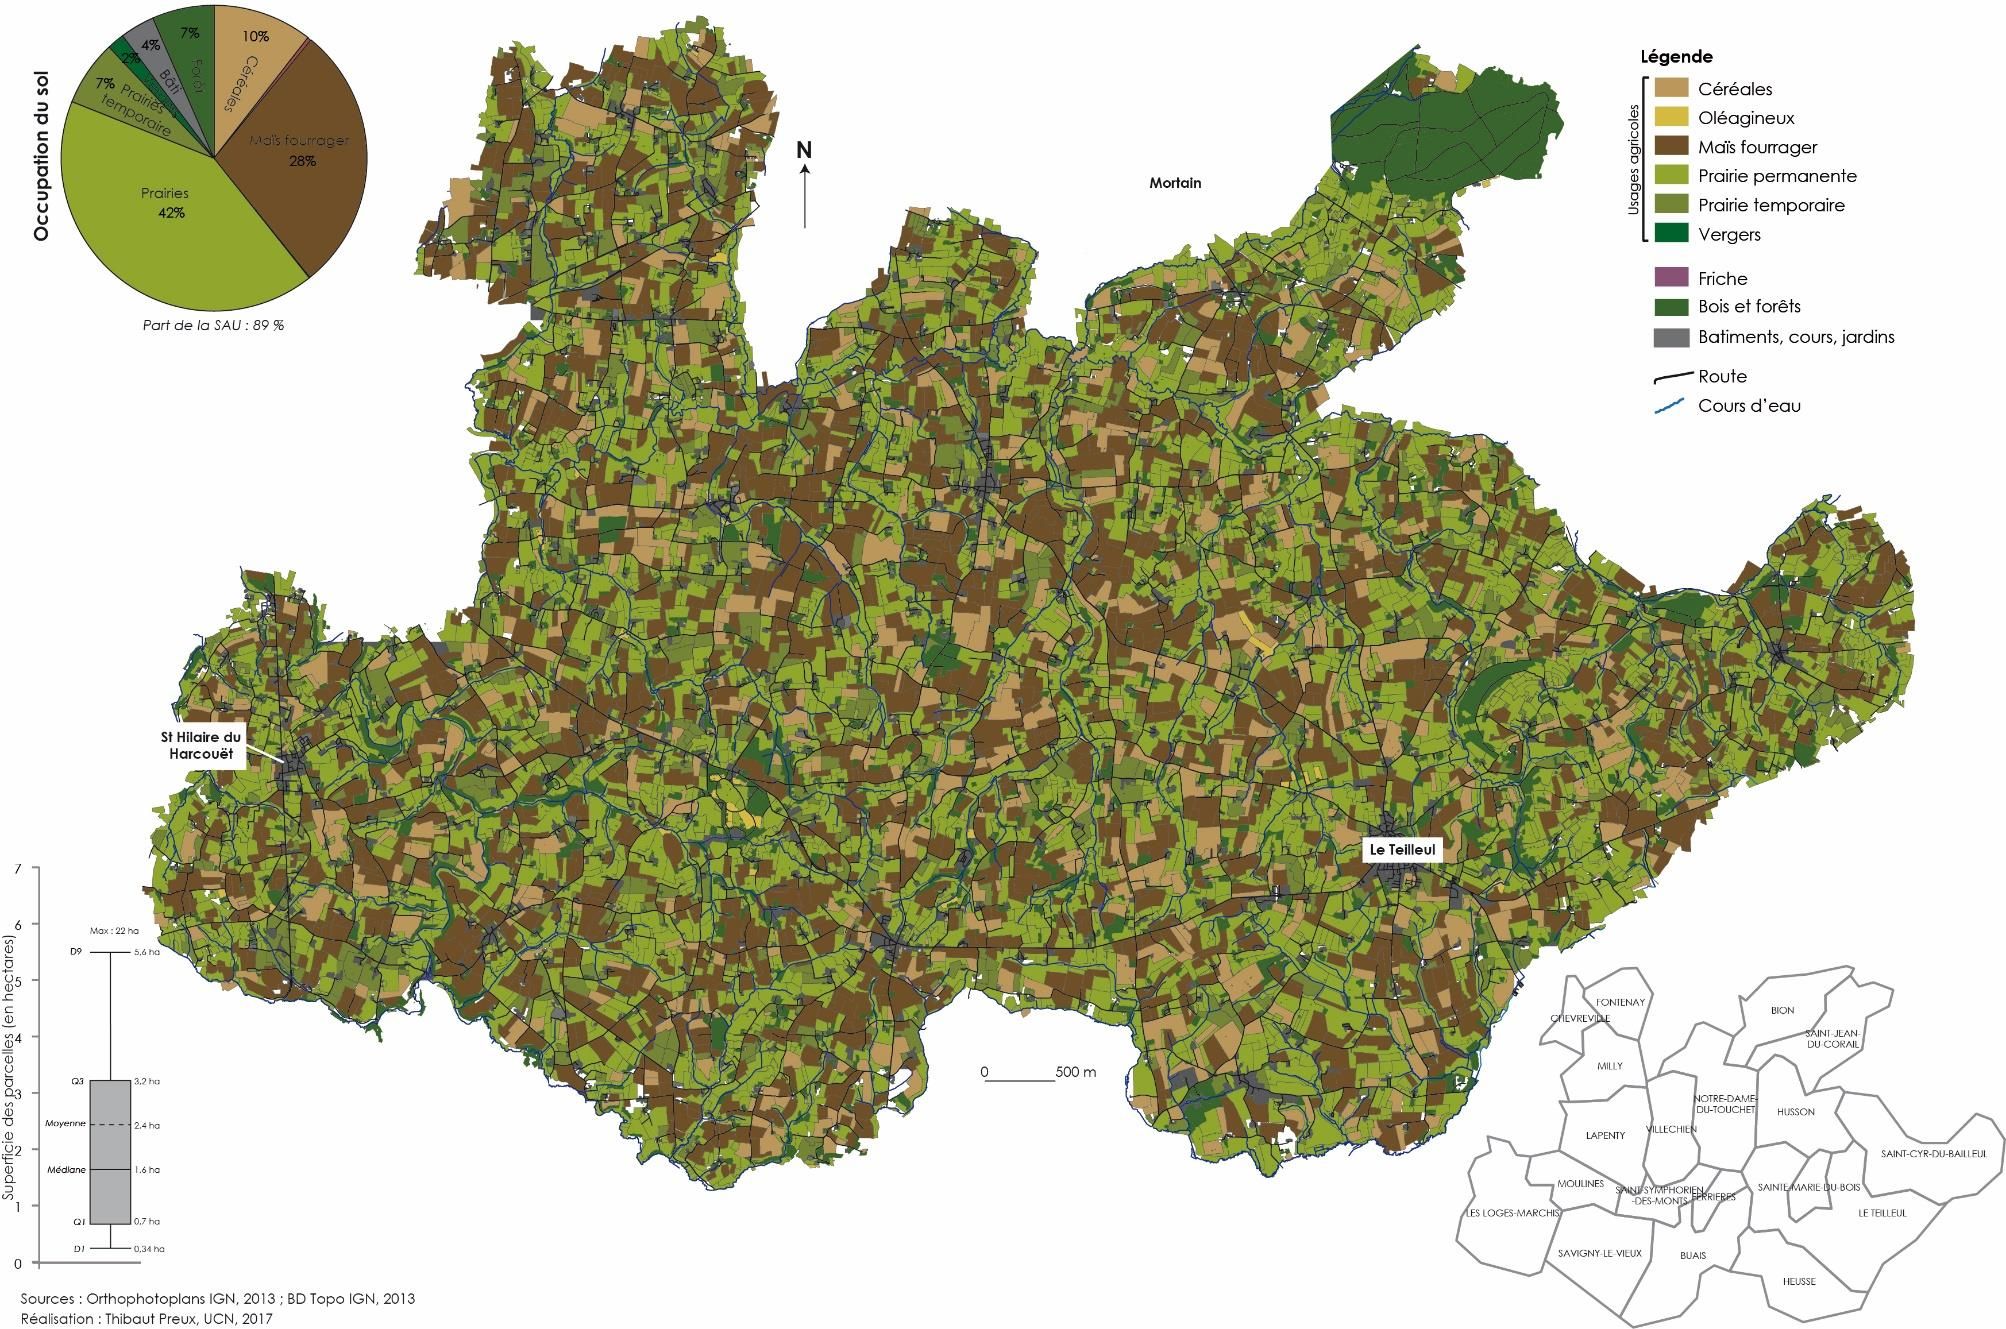 Occupation du sol
7%
10%
4%
2%
7%
Forêt
Céréales
Bâti
Prairies
temporaire
Maïs fourrager
28%
Prairies
42%
Part de la SAU : 89 %
N
Mortain
St Hilaire du
Harcouët
Le Teilleul
0 500 m
Légende
Usages agricoles
Céréales
Oléagineux
Maïs fourrager
Prairie permanente
Prairie temporaire
Vergers
Friche
Bois et forêts
Batiments, cours, jardins
Route
Cours d'eau
Superficie des parcelles (en hectares)
7
6
5
4
3
2
1
0
Max : 22 ha
D9 5,6 ha
Q3 3,2 ha
Moyenne 2,4 ha
Médiane 1,6 ha
Q1 0,7 ha
D1 0,34 ha
FONTENAY
CHEVREVILLE
BION
SAINT-JEAN-
DU-CORAIL
MILLY
NOTRE-DAME-
DU-TOUCHET
HUSSON
LAPENTY
VILLECHIEN
SAINT-CYR-DU-BAILLEUL
MOULINES
SAINT-SYMPHORIEN
-DES-MONTS
FERRIERES
SAINTE-MARIE-DU-BOIS
LES LOGES-MARCHIS
LE TEILLEUL
SAVIGNY-LE-VIEUX
BUAIS
HEUSSE
Sources : Orthophotoplans IGN, 2013 ; BD Topo IGN, 2013
Réalisation : Thibaut Preux, UCN, 2017